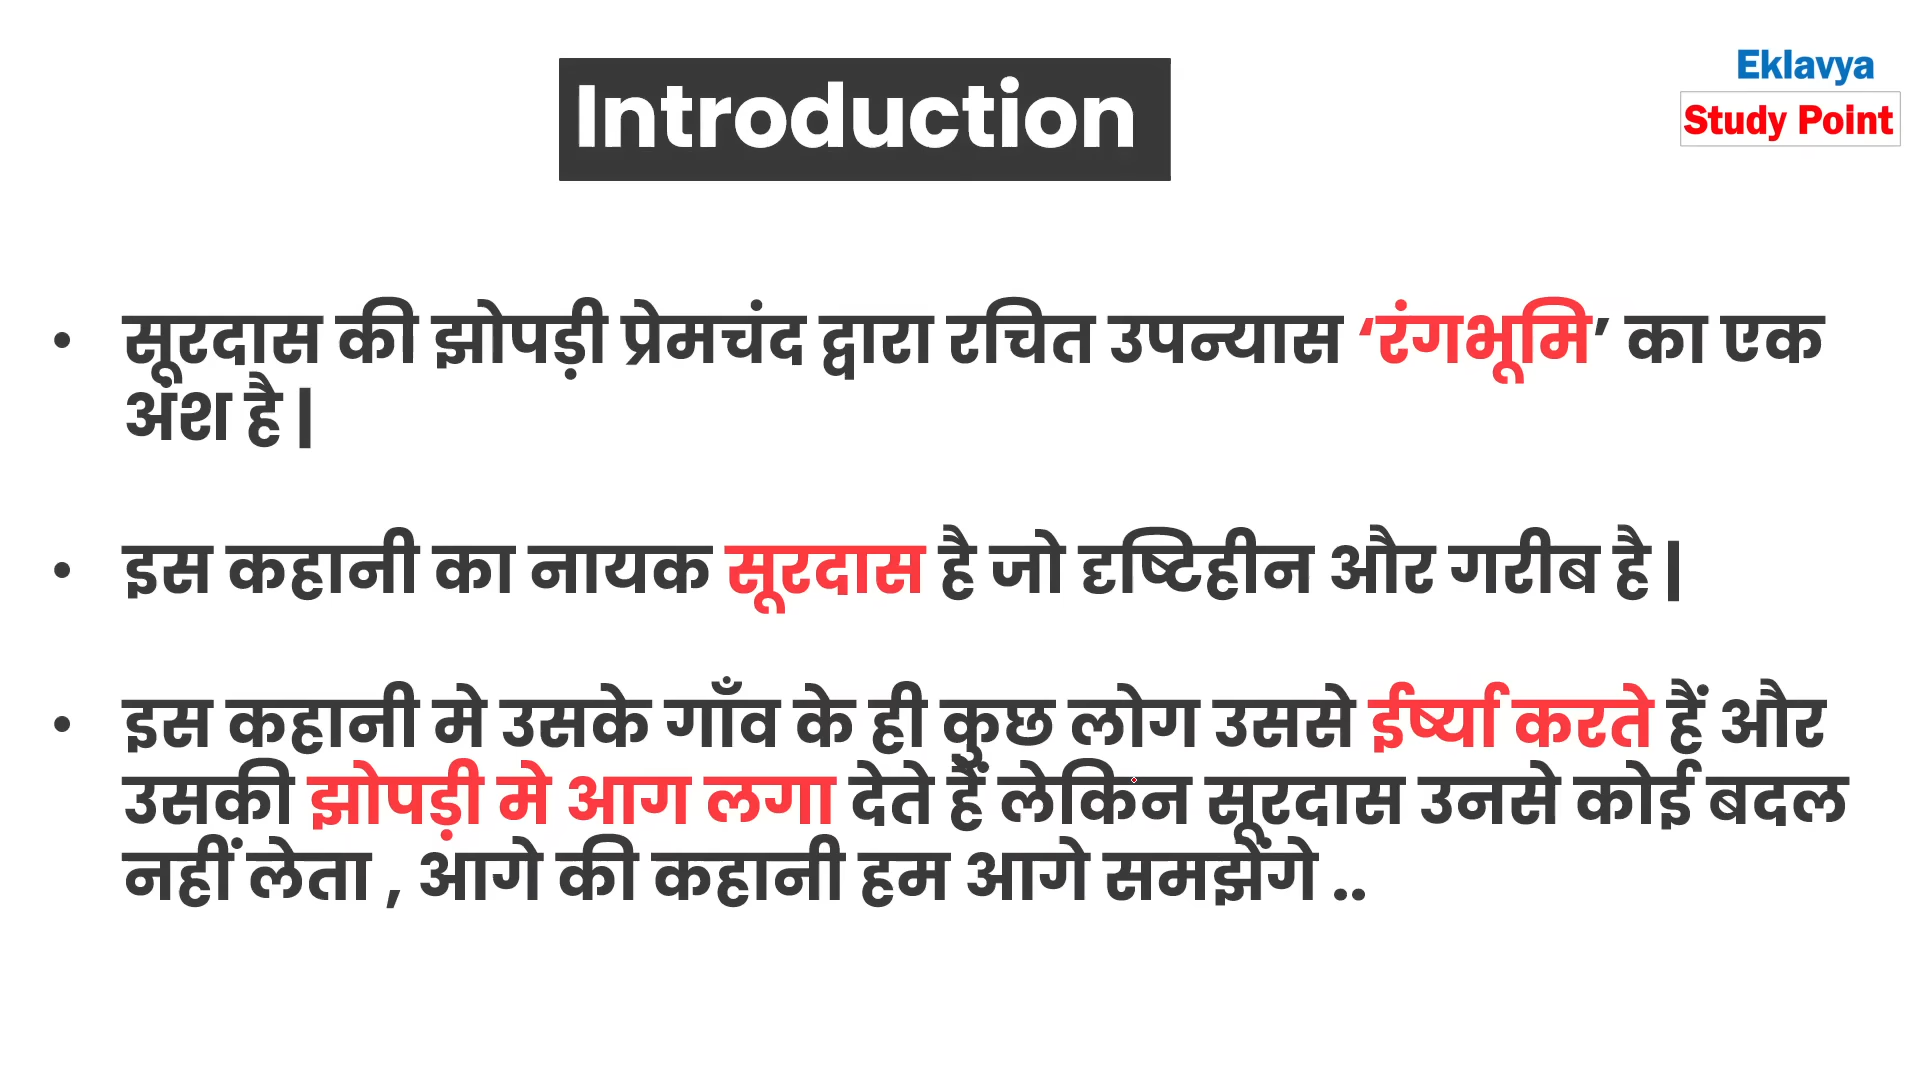 Introduction
Eklavya
Study Point
• सूरदास की झोपड़ी प्रेमचंद द्वारा रचित उपन्यास ‘रंगभूमि’ का एक
अंश है |
• इस कहानी का नायक सूरदास है जो दृष्टिहीन और गरीब है |
• इस कहानी मे उसके गाँव के ही कुछ लोग उससे ईर्ष्या करते हैं और
उसकी झोपड़ी मे आग लगा देते हैं लेकिन सूरदास उनसे कोई बदल
नहीं लेता , आगे की कहानी हम आगे समझेंगे ..